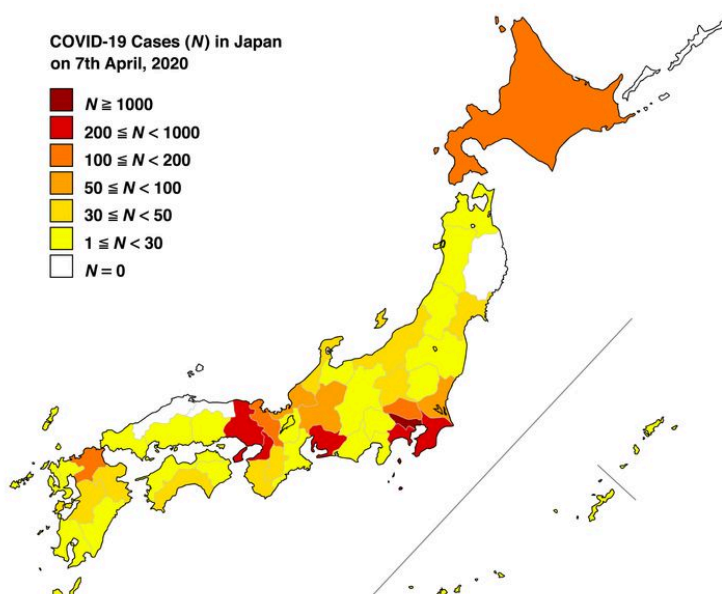 COVID-19 Cases (N) in Japan
on 7th April, 2020
N ≧ 1000
200 ≦ N < 1000
100 ≦ N < 200
50 ≦ N < 100
30 ≦ N < 50
1 ≦ N < 30
N = 0